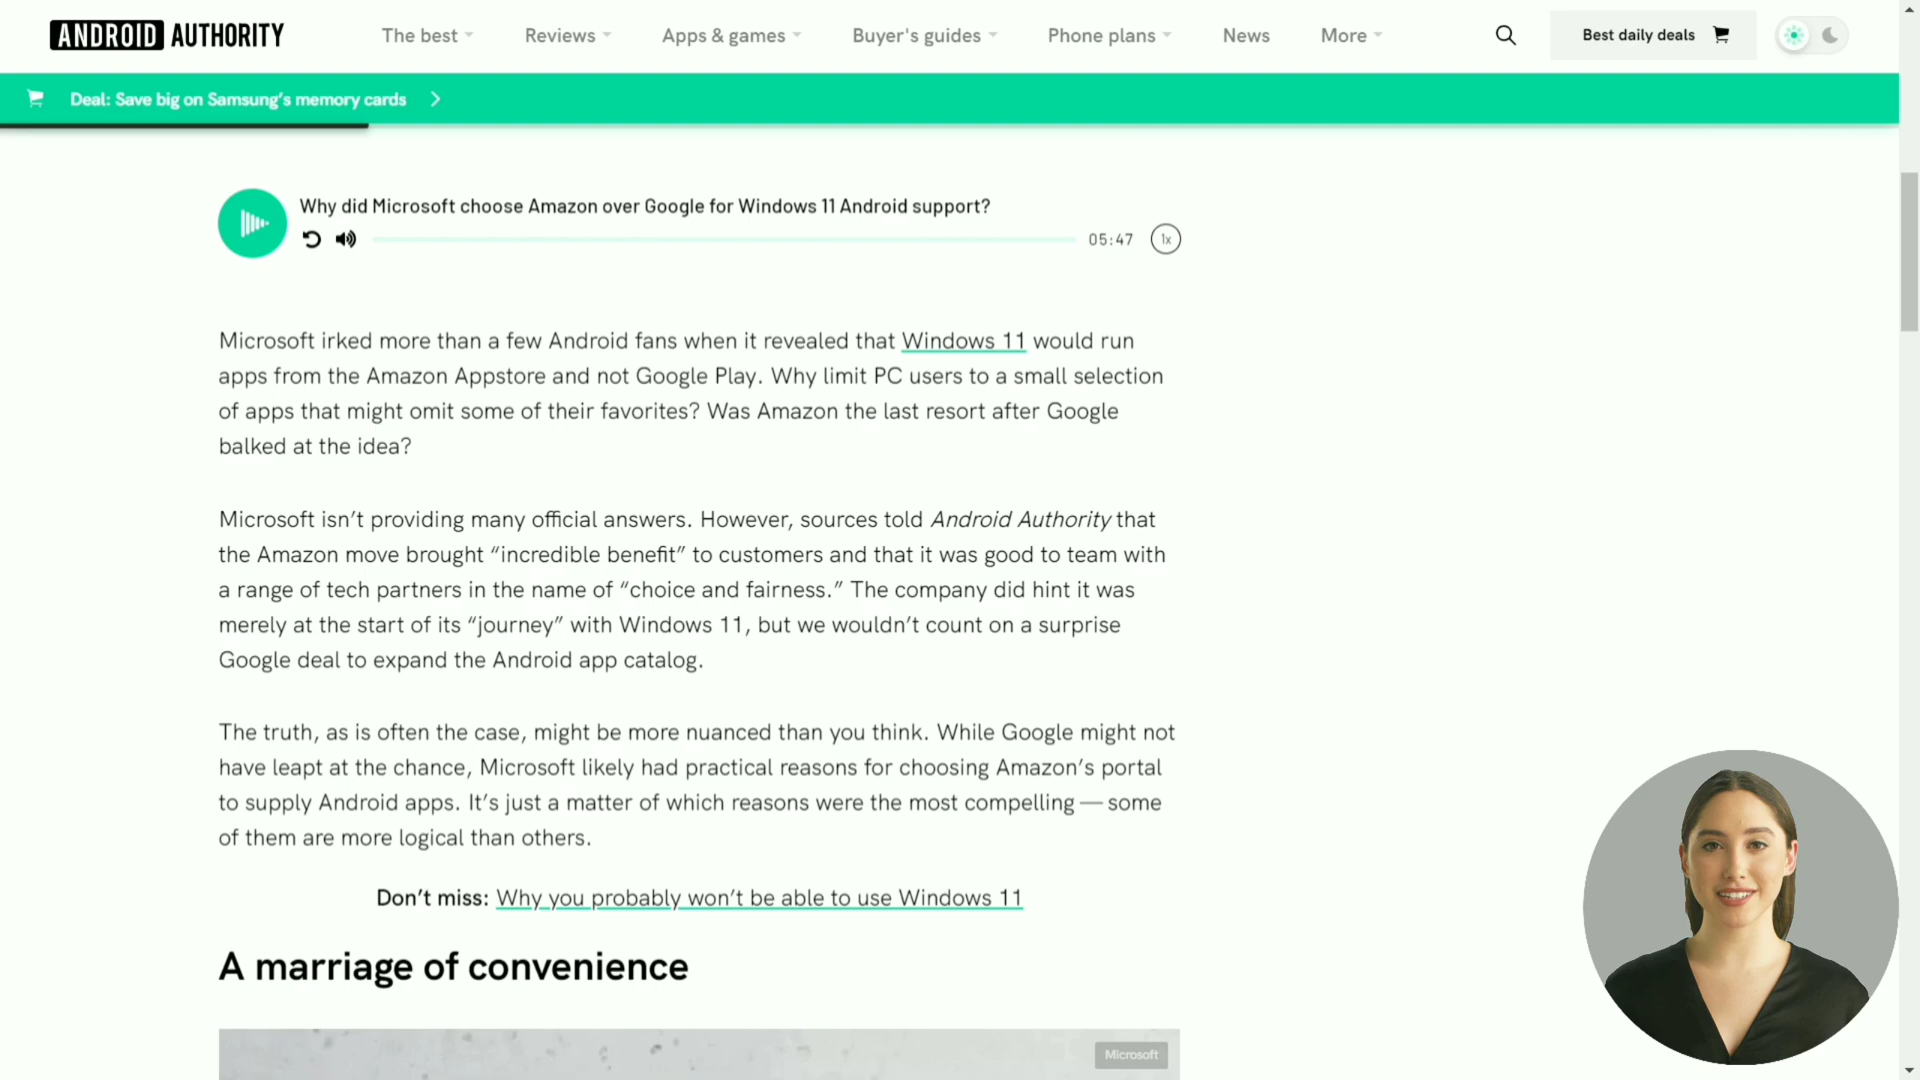 ANDROID AUTHORITY
The best
Reviews
Apps & games
Buyer's guides
Phone plans
News
More
Best daily deals
Deal: Save big on Samsung's memory cards
Why did Microsoft choose Amazon over Google for Windows 11 Android support?
05:47
1x
Microsoft irked more than a few Android fans when it revealed that Windows 11 would run
apps from the Amazon Appstore and not Google Play. Why limit PC users to a small selection
of apps that might omit some of their favorites? Was Amazon the last resort after Google
balked at the idea?
Microsoft isn’t providing many official answers. However, sources told Android Authority that
the Amazon move brought “incredible benefit” to customers and that it was good to team with
a range of tech partners in the name of “choice and fairness.” The company did hint it was
merely at the start of its “journey” with Windows 11, but we wouldn’t count on a surprise
Google deal to expand the Android app catalog.
The truth, as is often the case, might be more nuanced than you think. While Google might not
have leapt at the chance, Microsoft likely had practical reasons for choosing Amazon’s portal
to supply Android apps. It’s just a matter of which reasons were the most compelling — some
of them are more logical than others.
Don’t miss: Why you probably won’t be able to use Windows 11
A marriage of convenience
Microsoft